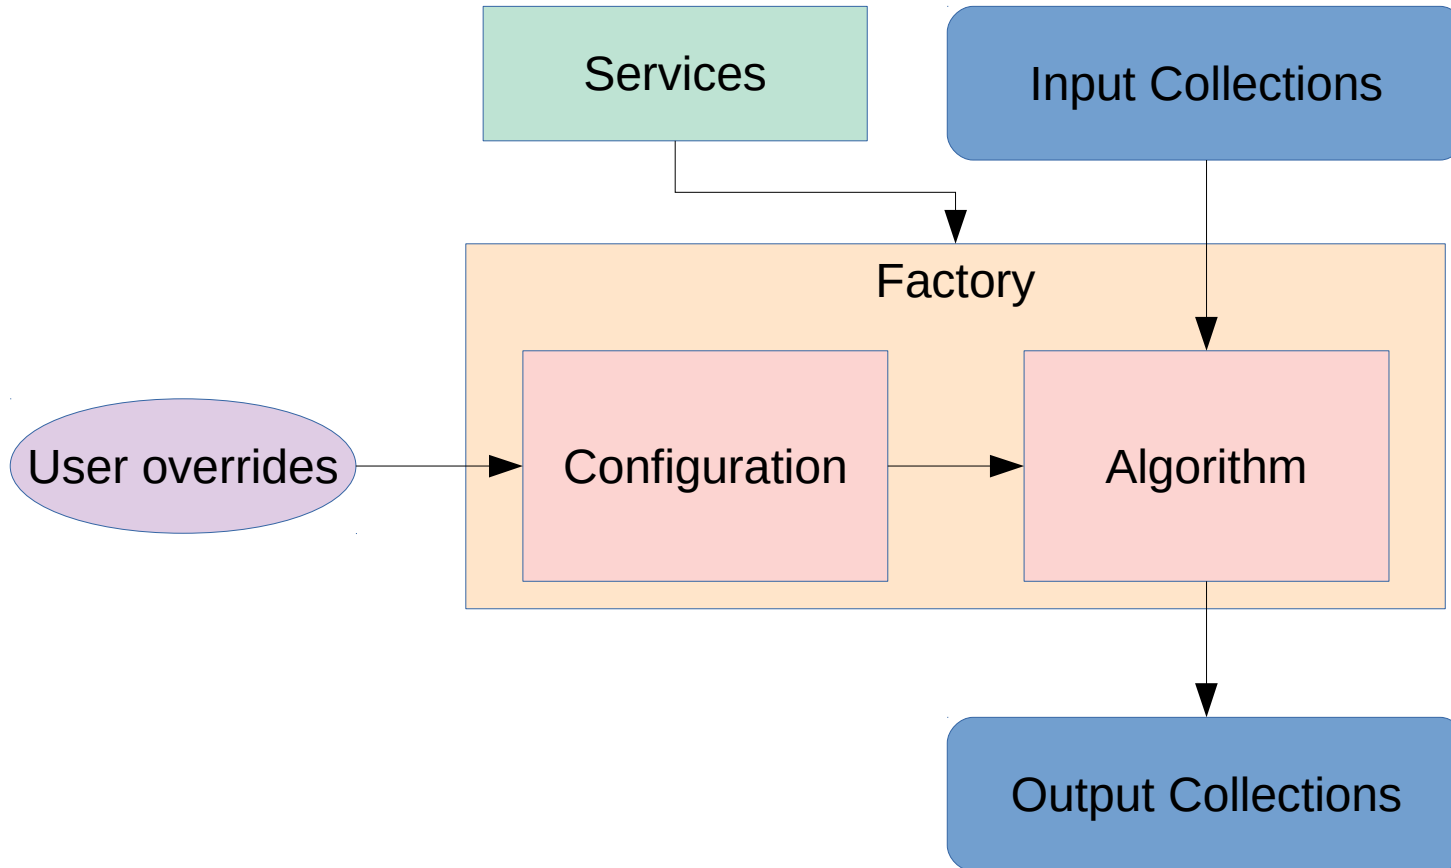 Services
Input Collections
Factory
User overrides
Configuration
Algorithm
Output Collections